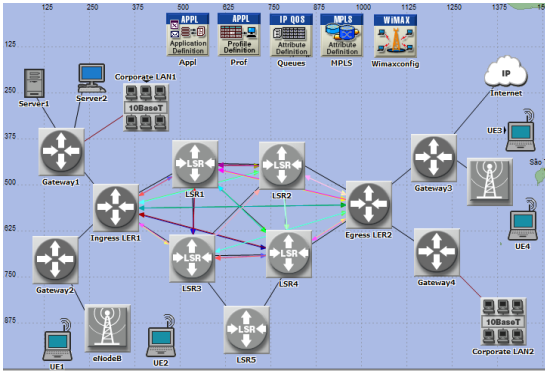 125 250 375 500 625 750 875 1000 1125 1250 1375 150
APPL APPL IP QOS MPLS WiMAX
Application Definition
Profile Definition
Attribute Definition
Attribute Definition
Appl Prof Queues MPLS Wimaxconfig
125
250
375
500
625
750
875
Server1
Server2
Corporate LAN1
10BaseT
IP
Internet
UE3
Gateway1
LSR
LSR1
LSR
LSR2
Gateway3
São
Ingress LER1
Egress LER2
UE4
Gateway2
LSR
LSR3
LSR
LSR4
Gateway4
UE1
eNodeB
UE2
LSR
LSR5
10BaseT
Corporate LAN2